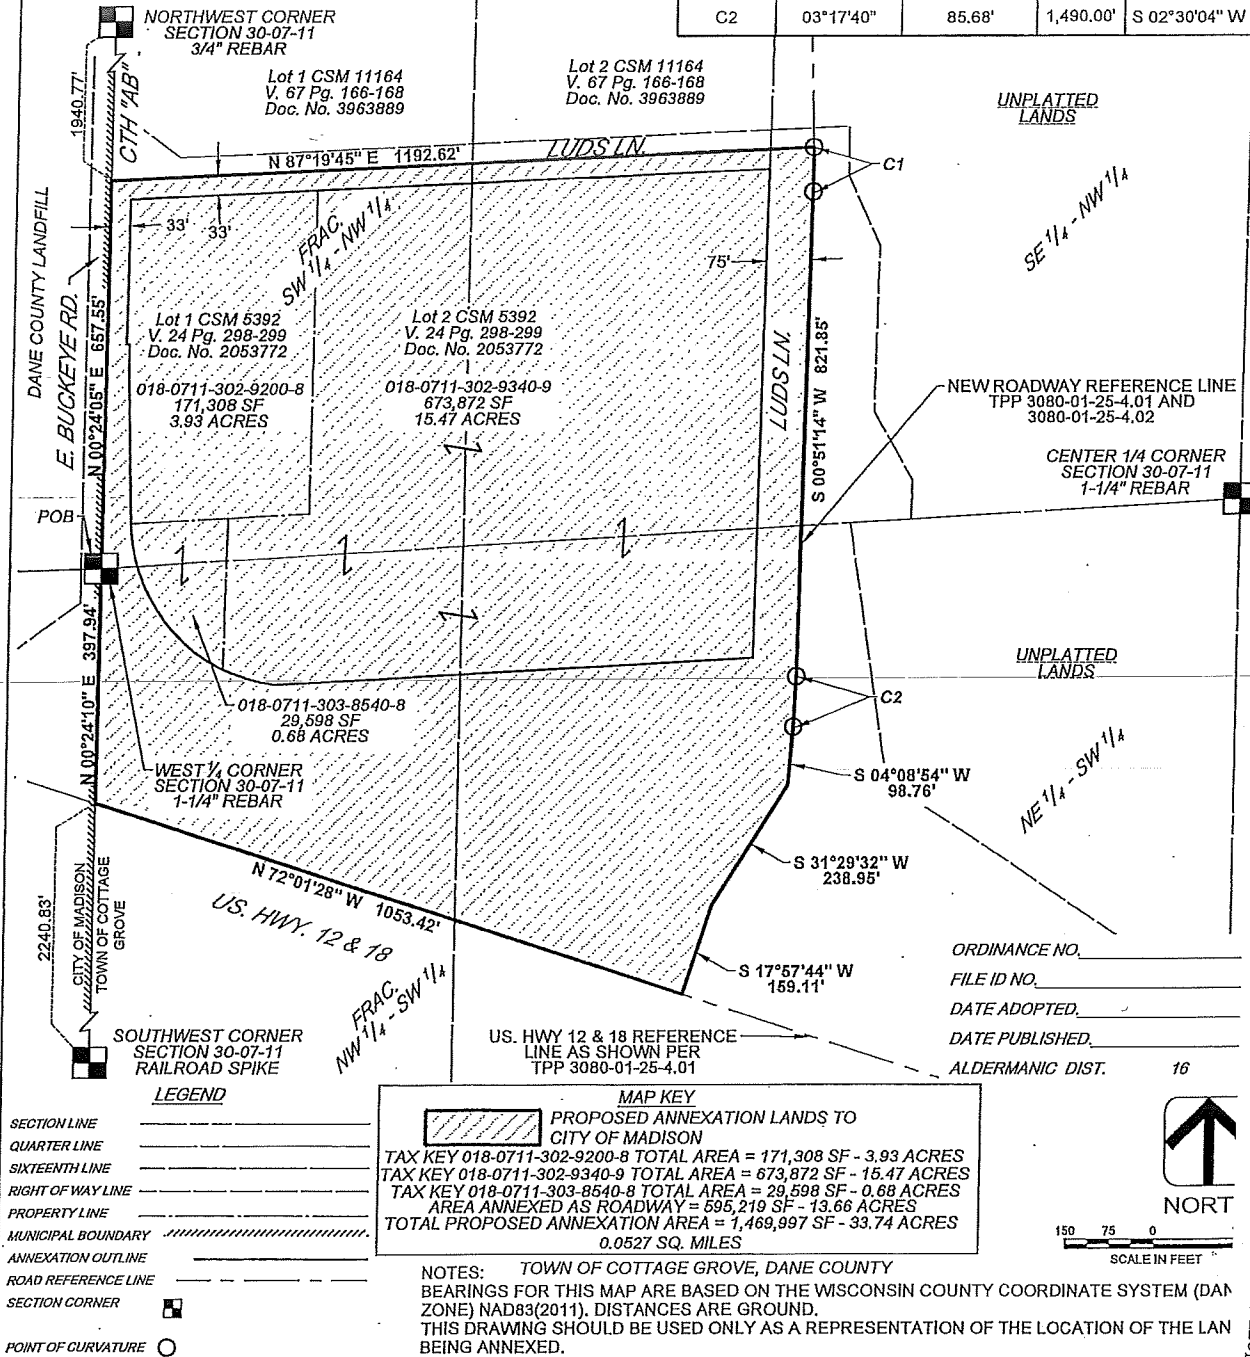 C2 03°17'40" 85.68' 1,490.00' S 02°30'04" W
NORTHWEST CORNER
SECTION 30-07-11
3/4" REBAR
1940.77'
CTH "AB"
Lot 1 CSM 11164
V. 67 Pg. 166-168
Doc. No. 3963889
Lot 2 CSM 11164
V. 67 Pg. 166-168
Doc. No. 3963889
UNPLATTED
LANDS
N 87°19'45" E 1192.62'
LUDS LN.
C1
SE 1/4 - NW 1/4
DANE COUNTY LANDFILL
E. BUCKEYE RD.
N 00°24'05" E 657.55'
33'
33'
FRAC.
SW 1/4 - NW 1/4
75'
Lot 1 CSM 5392
V. 24 Pg. 298-299
Doc. No. 2053772
018-0711-302-9200-8
171,308 SF
3.93 ACRES
Lot 2 CSM 5392
V. 24 Pg. 298-299
Doc. No. 2053772
018-0711-302-9340-9
673,872 SF
15.47 ACRES
LUDS LN.
S 00°51'14" W 821.85'
NEW ROADWAY REFERENCE LINE
TPP 3080-01-25-4.01 AND
3080-01-25-4.02
CENTER 1/4 CORNER
SECTION 30-07-11
1-1/4" REBAR
POB
N 00°24'10" E 397.94'
018-0711-303-8540-8
29,598 SF
0.68 ACRES
UNPLATTED
LANDS
C2
WEST 1/4 CORNER
SECTION 30-07-11
1-1/4" REBAR
S 04°08'54" W
98.76'
NE 1/4 - SW 1/4
S 31°29'32" W
238.95'
N 72°01'28" W 1053.42'
US. HWY. 12 & 18
2240.83'
CITY OF MADISON
TOWN OF COTTAGE
GROVE
S 17°57'44" W
159.11'
FRAC.
NW 1/4 - SW 1/4
ORDINANCE NO.
FILE ID NO.
DATE ADOPTED.
DATE PUBLISHED.
ALDERMANIC DIST. 16
SOUTHWEST CORNER
SECTION 30-07-11
RAILROAD SPIKE
US. HWY 12 & 18 REFERENCE
LINE AS SHOWN PER
TPP 3080-01-25-4.01
LEGEND
SECTION LINE
QUARTER LINE
SIXTEENTH LINE
RIGHT OF WAY LINE
PROPERTY LINE
MUNICIPAL BOUNDARY
ANNEXATION OUTLINE
ROAD REFERENCE LINE
SECTION CORNER
POINT OF CURVATURE
MAP KEY
PROPOSED ANNEXATION LANDS TO
CITY OF MADISON
TAX KEY 018-0711-302-9200-8 TOTAL AREA = 171,308 SF - 3.93 ACRES
TAX KEY 018-0711-302-9340-9 TOTAL AREA = 673,872 SF - 15.47 ACRES
TAX KEY 018-0711-303-8540-8 TOTAL AREA = 29,598 SF - 0.68 ACRES
AREA ANNEXED AS ROADWAY = 595,219 SF - 13.66 ACRES
TOTAL PROPOSED ANNEXATION AREA = 1,469,997 SF - 33.74 ACRES
0.0527 SQ. MILES
NORT
150 75 0
SCALE IN FEET
NOTES: TOWN OF COTTAGE GROVE, DANE COUNTY
BEARINGS FOR THIS MAP ARE BASED ON THE WISCONSIN COUNTY COORDINATE SYSTEM (DAN
ZONE) NAD83(2011). DISTANCES ARE GROUND.
THIS DRAWING SHOULD BE USED ONLY AS A REPRESENTATION OF THE LOCATION OF THE LAN
BEING ANNEXED.